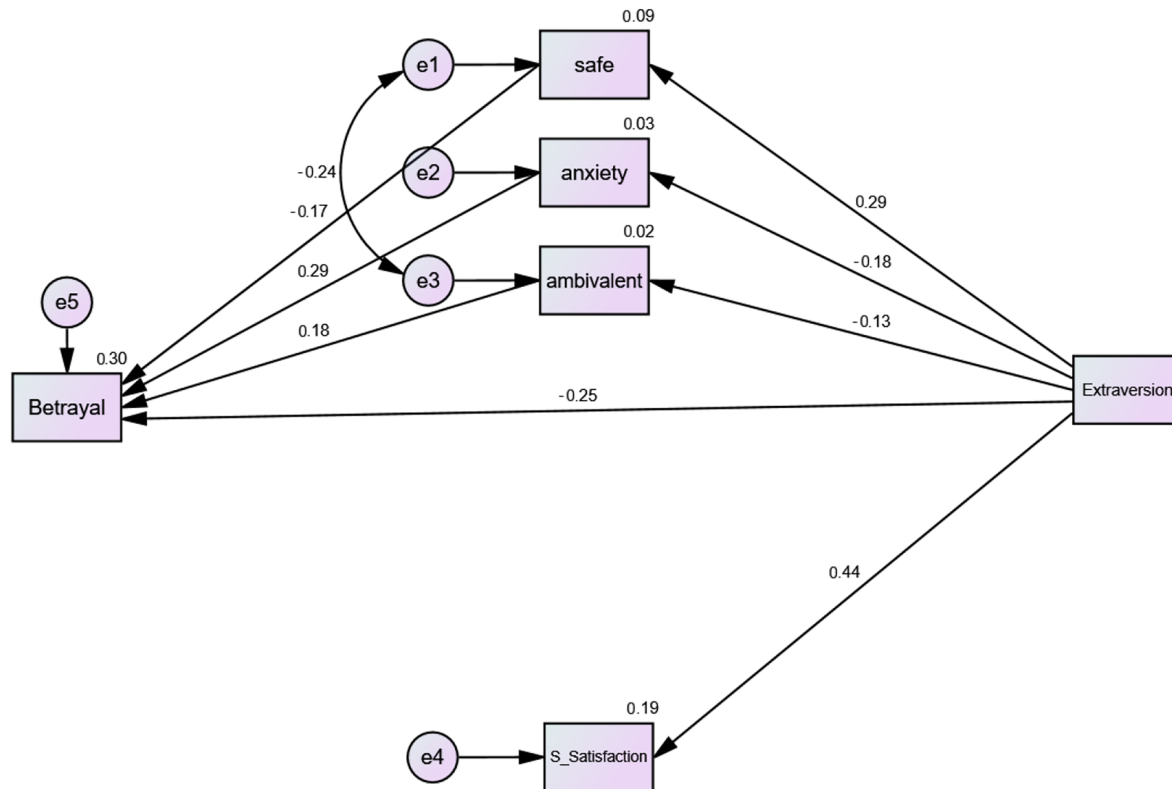 0.09
e1
safe
0.03
-0.24
e2
anxiety
0.29
-0.17
0.02
-0.18
0.29
e3
ambivalent
e5
0.18
-0.13
0.30
Betrayal
-0.25
Extraversion
0.44
0.19
e4
S_Satisfaction